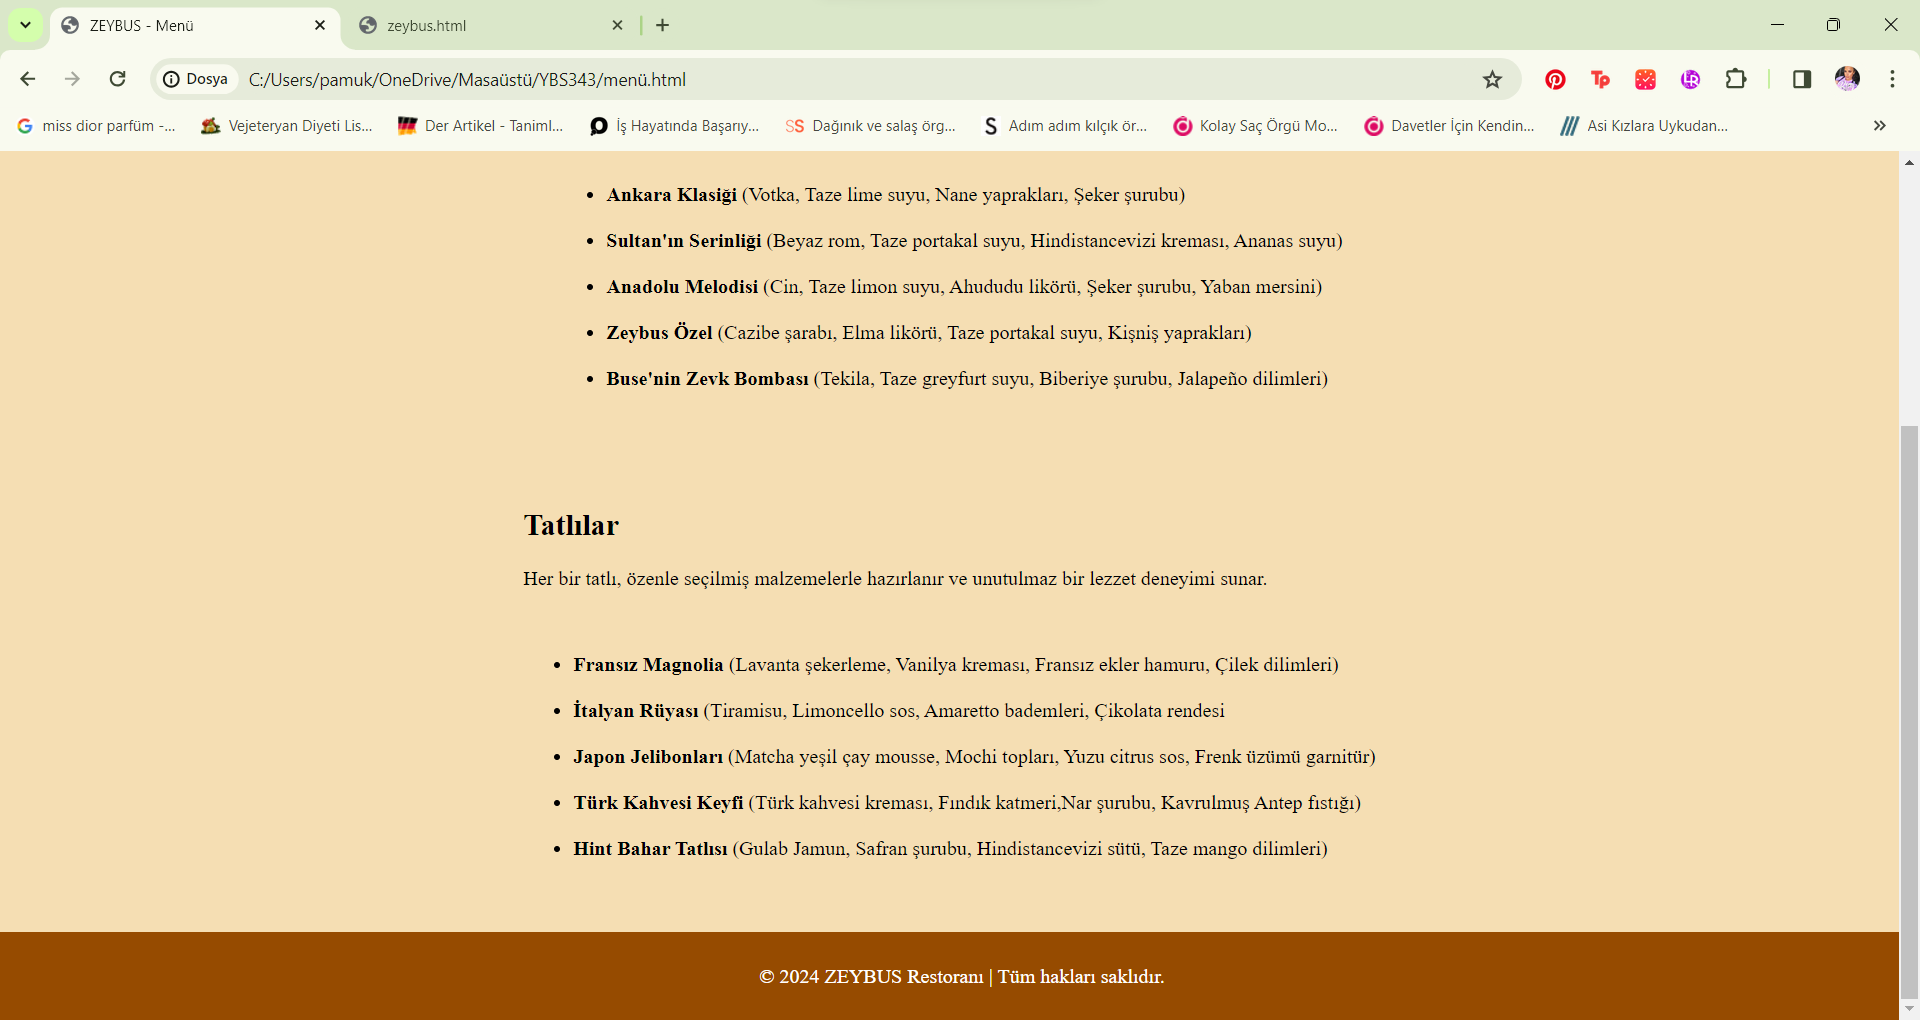 ZEYBUS - Menü
zeybus.html
Dosya
C:/Users/pamuk/OneDrive/Masaüstü/YBS343/menü.html
miss dior parfüm -...
Vejeteryan Diyeti Lis...
Der Artikel - Taniml...
İş Hayatında Başarıy...
SS Dağınık ve salaş örg...
S Adım adım kılçık ör...
Kolay Saç Örgü Mo...
Davetler İçin Kendin...
Asi Kızlara Uykudan...
• Ankara Klasiği (Votka, Taze lime suyu, Nane yaprakları, Şeker şurubu)
• Sultan'ın Serinliği (Beyaz rom, Taze portakal suyu, Hindistancevizi kreması, Ananas suyu)
• Anadolu Melodisi (Cin, Taze limon suyu, Ahududu likörü, Şeker şurubu, Yaban mersini)
• Zeybus Özel (Cazibe şarabı, Elma likörü, Taze portakal suyu, Kişniş yaprakları)
• Buse'nin Zevk Bombası (Tekila, Taze greyfurt suyu, Biberiye şurubu, Jalapeño dilimleri)
Tatlılar
Her bir tatlı, özenle seçilmiş malzemelerle hazırlanır ve unutulmaz bir lezzet deneyimi sunar.
• Fransız Magnolia (Lavanta şekerleme, Vanilya kreması, Fransız ekler hamuru, Çilek dilimleri)
• İtalyan Rüyası (Tiramisu, Limoncello sos, Amaretto bademleri, Çikolata rendesi
• Japon Jelibonları (Matcha yeşil çay mousse, Mochi topları, Yuzu citrus sos, Frenk üzümü garnitür)
• Türk Kahvesi Keyfi (Türk kahvesi kreması, Fındık katmeri,Nar şurubu, Kavrulmuş Antep fıstığı)
• Hint Bahar Tatlısı (Gulab Jamun, Safran şurubu, Hindistancevizi sütü, Taze mango dilimleri)
© 2024 ZEYBUS Restoranı | Tüm hakları saklıdır.